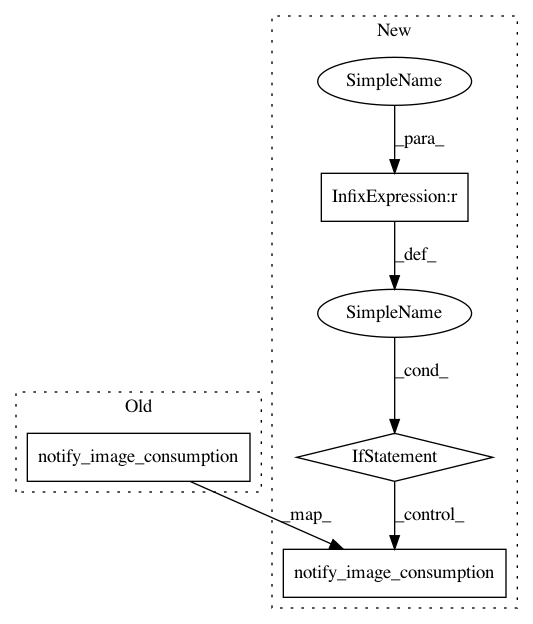 New
SimpleName
_para_
InfixExpression:r
_def_
SimpleName
_cond_
Old
notify_image_consumption
IfStatement
_map_
_control_
notify_image_consumption